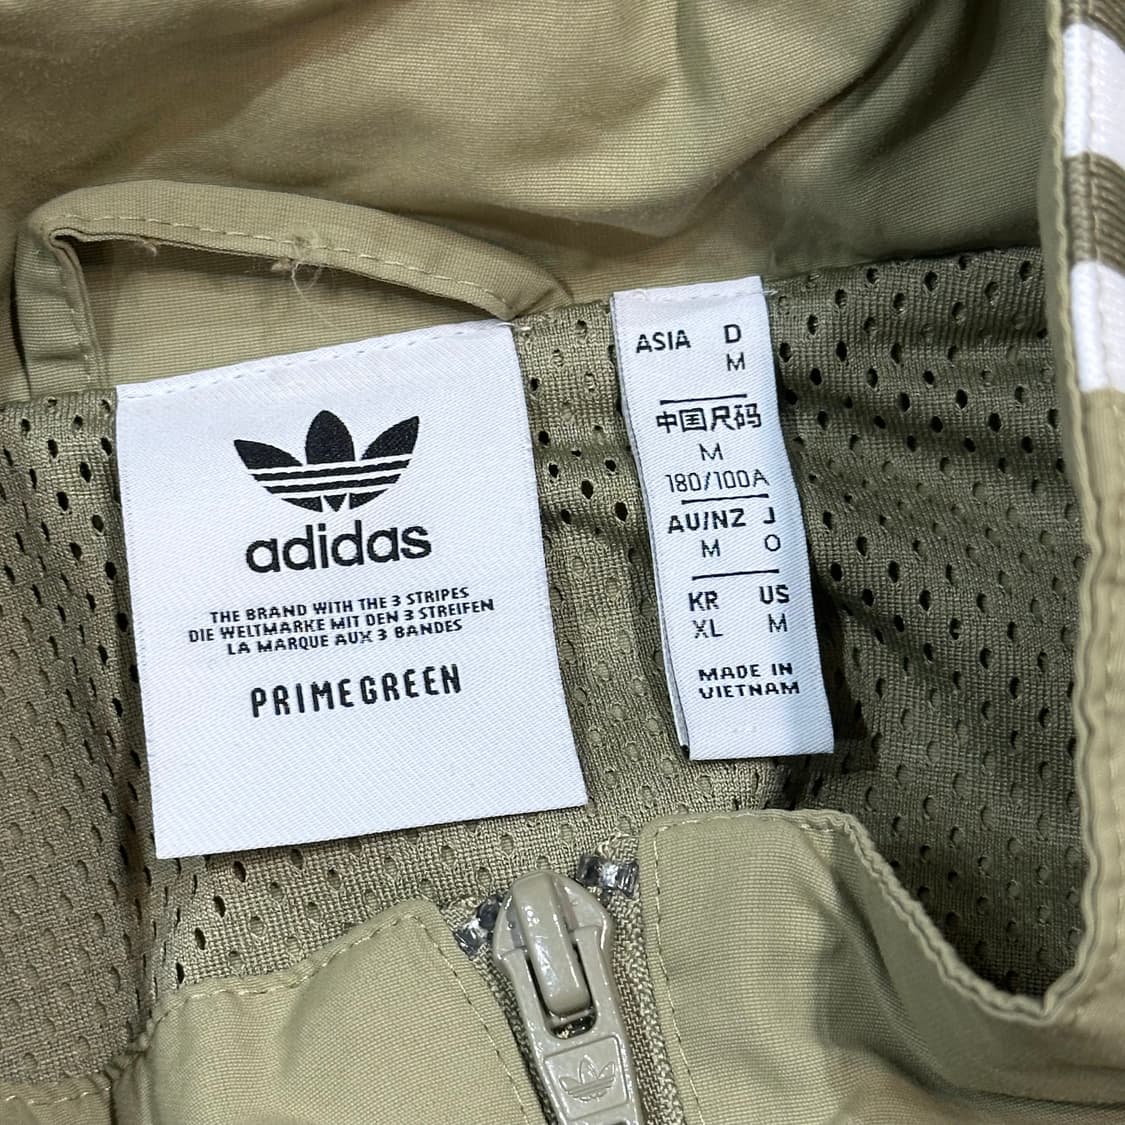 adidas
THE BRAND WITH THE 3 STRIPES
DIE WELTMARKE MIT DEN 3 STREIFEN
LA MARQUE AUX 3 BANDES
PRIMEGREEN
ASIA D
M
中国尺码
M
180/100A
AU/NZ J
M O
KR US
XL M
MADE IN
VIETNAM